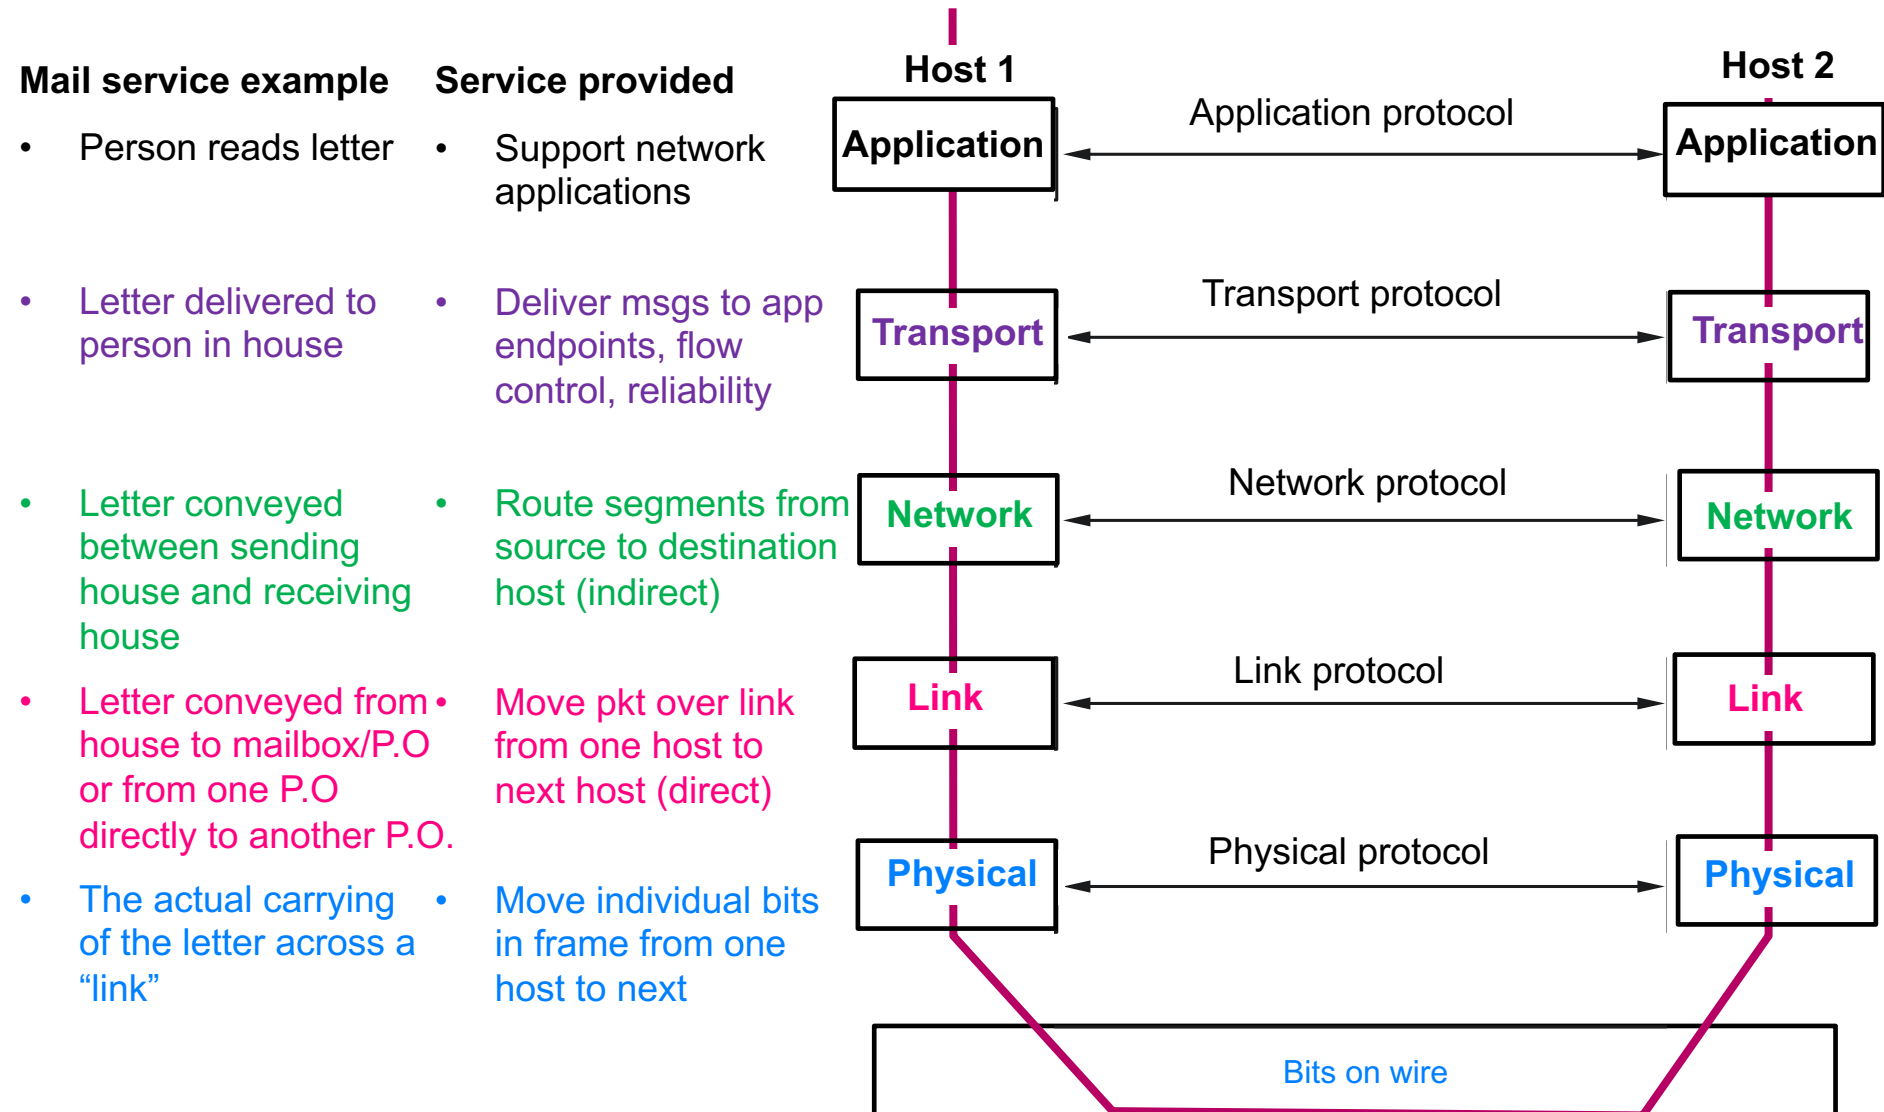 Mail service example
• Person reads letter
• Letter delivered to
person in house
• Letter conveyed
between sending
house and receiving
house
• Letter conveyed from
house to mailbox/P.O
or from one P.O
directly to another P.O.
• The actual carrying
of the letter across a
“link”
Service provided
• Support network
applications
• Deliver msgs to app
endpoints, flow
control, reliability
• Route segments from
source to destination
host (indirect)
• Move pkt over link
from one host to
next host (direct)
• Move individual bits
in frame from one
host to next
Host 1
Host 2
Application
Application protocol
Application
Transport
Transport protocol
Transport
Network
Network protocol
Network
Link
Link protocol
Link
Physical
Physical protocol
Physical
Bits on wire